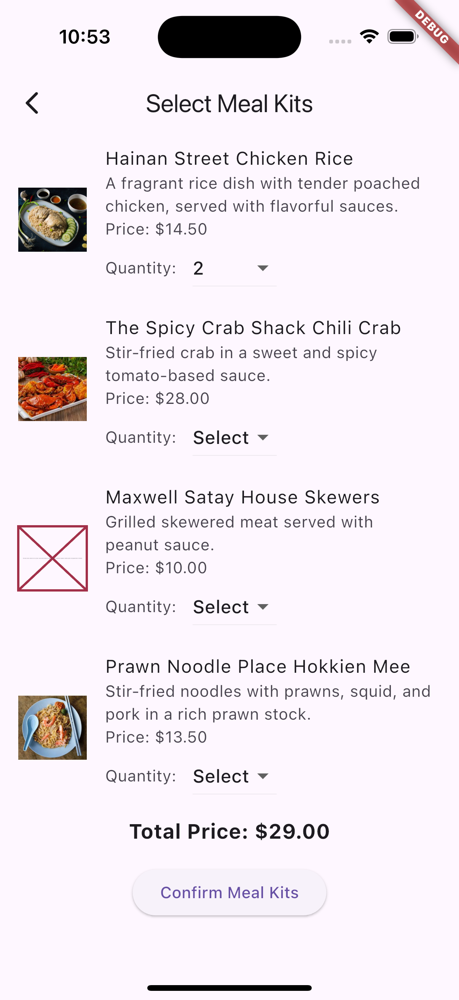 10:53
DEBUG
Select Meal Kits
Hainan Street Chicken Rice
A fragrant rice dish with tender poached
chicken, served with flavorful sauces.
Price: $14.50
Quantity: 2
The Spicy Crab Shack Chili Crab
Stir-fried crab in a sweet and spicy
tomato-based sauce.
Price: $28.00
Quantity: Select
Maxwell Satay House Skewers
Grilled skewered meat served with
peanut sauce.
Price: $10.00
Quantity: Select
Prawn Noodle Place Hokkien Mee
Stir-fried noodles with prawns, squid, and
pork in a rich prawn stock.
Price: $13.50
Quantity: Select
Total Price: $29.00
Confirm Meal Kits